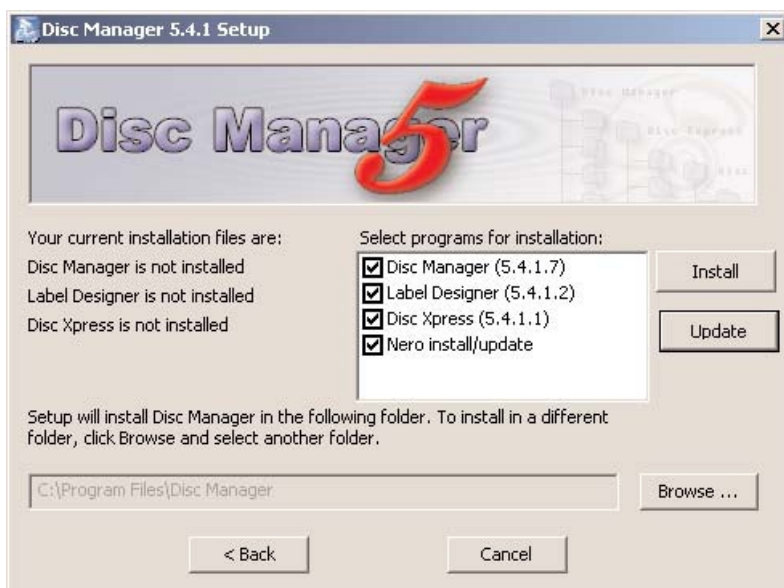 Disc Manager 5.4.1 Setup
Disc Manager 5
Disc Manager
Disc Xpress
Your current installation files are:
Disc Manager is not installed
Label Designer is not installed
Disc Xpress is not installed
Select programs for installation:
Disc Manager (5.4.1.7)
Label Designer (5.4.1.2)
Disc Xpress (5.4.1.1)
Nero install/update
Install
Update
Setup will install Disc Manager in the following folder. To install in a different
folder, click Browse and select another folder.
C:\Program Files\Disc Manager
Browse ...
< Back
Cancel